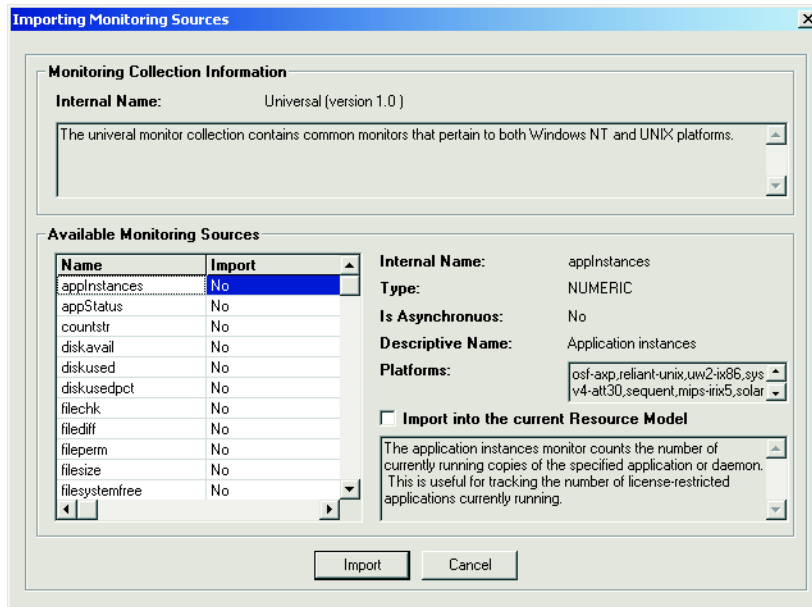 Importing Monitoring Sources
Monitoring Collection Information
Internal Name: Universal (version 1.0 )
The univeral monitor collection contains common monitors that pertain to both Windows NT and UNIX platforms.
Available Monitoring Sources
Name Import
appInstances No
appStatus No
countstr No
diskavail No
diskused No
diskusedpct No
filechk No
filediff No
fileperm No
filesize No
filesystemfree No
Internal Name: appInstances
Type: NUMERIC
Is Asynchronuos: No
Descriptive Name: Application instances
Platforms: osf-axp,reliant-unix,uw2-ix86,sys
v4-att30,sequent,mips-irix5,solar
Import into the current Resource Model
The application instances monitor counts the number of
currently running copies of the specified application or daemon.
This is useful for tracking the number of license-restricted
applications currently running.
Import Cancel